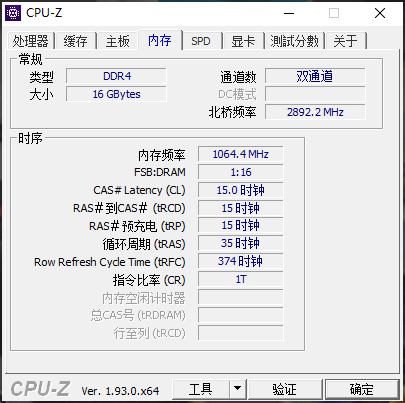 CPU-Z
处理器 缓存 主板 内存 SPD 显卡 測試分數 关于
常规
类型 DDR4 通道数 双通道
大小 16 GBytes DC模式
北桥频率 2892.2 MHz
时序
内存频率 1064.4 MHz
FSB:DRAM 1:16
CAS# Latency (CL) 15.0 时钟
RAS#到CAS# (tRCD) 15 时钟
RAS#预充电 (tRP) 15 时钟
循环周期 (tRAS) 35 时钟
Row Refresh Cycle Time (tRFC) 374 时钟
指令比率 (CR) 1T
内存空闲计时器
总CAS号 (tRDRAM)
行至列 (tRCD)
CPU-Z Ver. 1.93.0.x64 工具 验证 确定